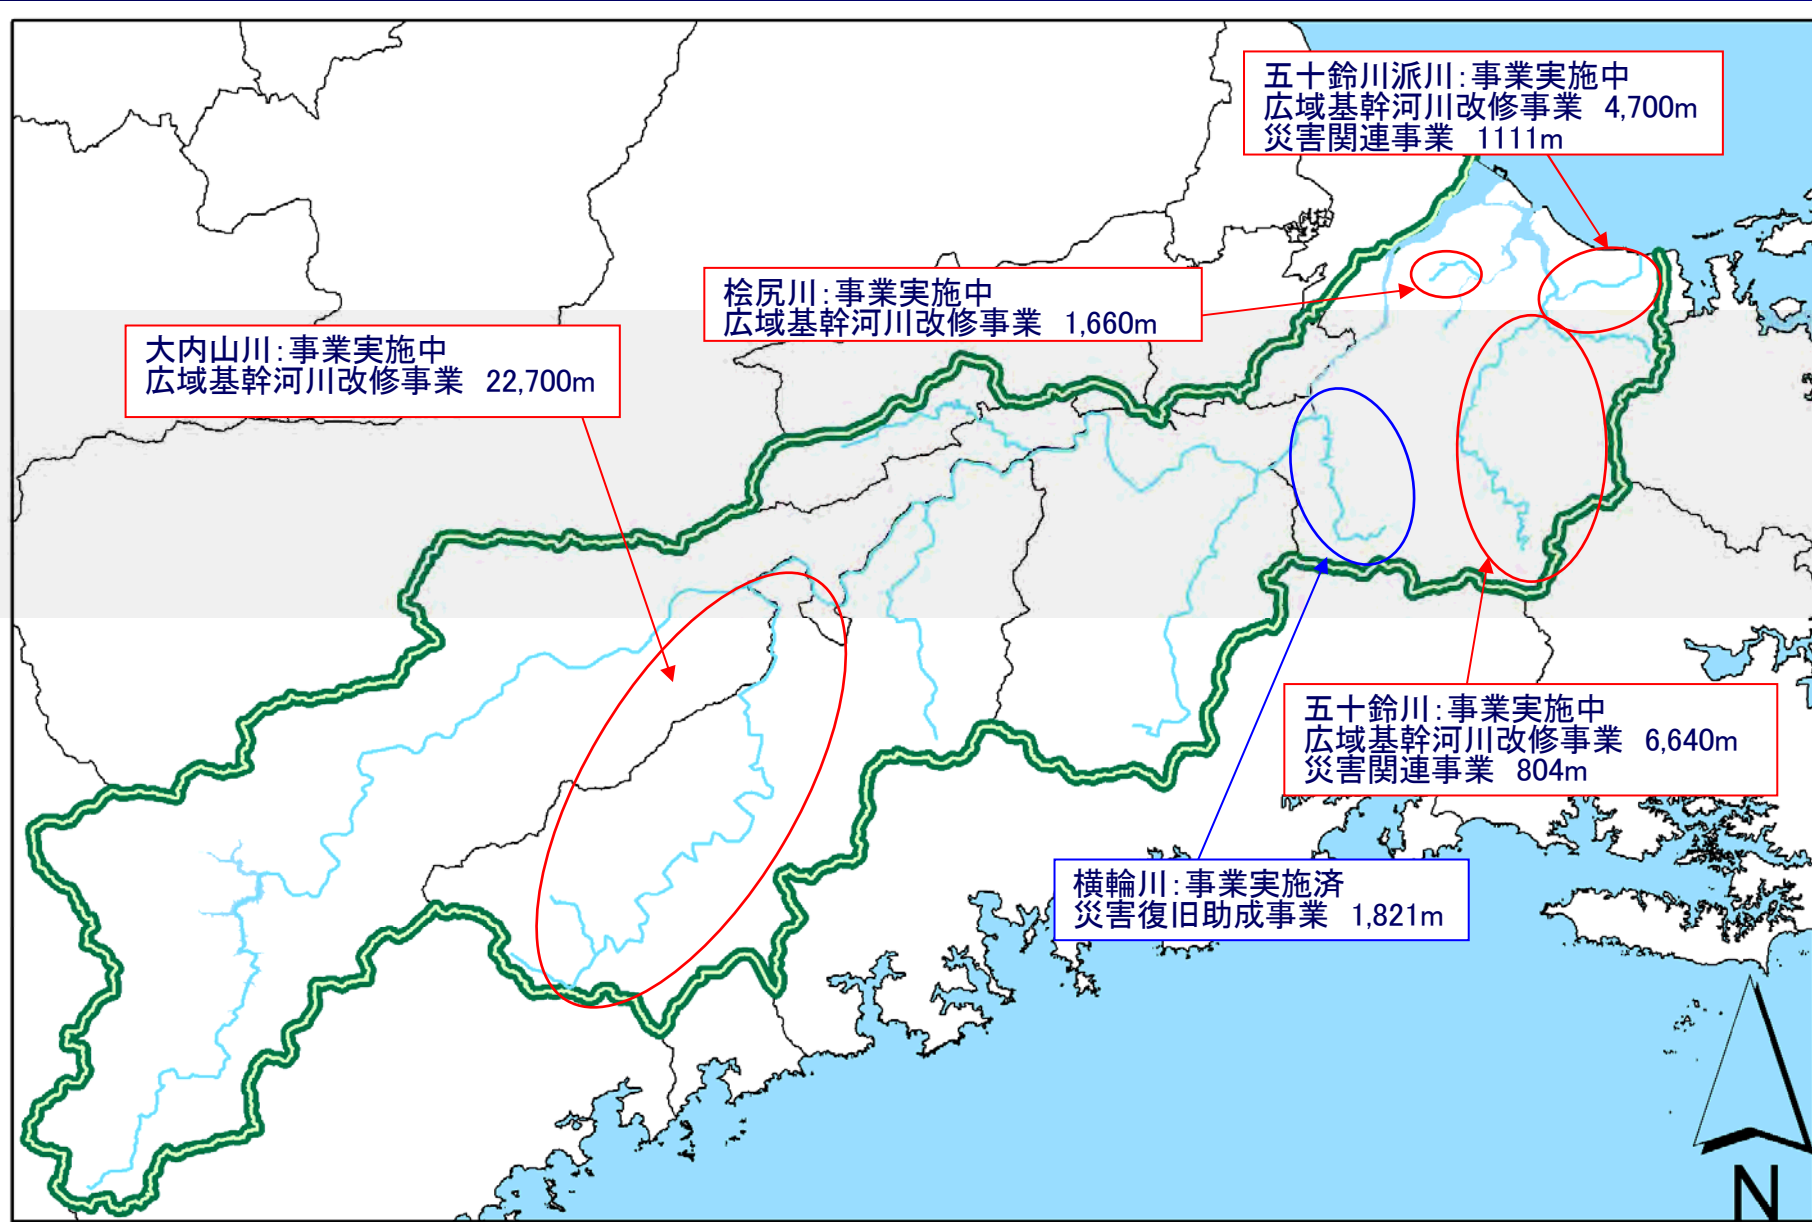 五十鈴川派川:事業実施中
広域基幹河川改修事業 4,700m
災害関連事業 1111m
桧尻川:事業実施中
広域基幹河川改修事業 1,660m
大内山川:事業実施中
広域基幹河川改修事業 22,700m
五十鈴川:事業実施中
広域基幹河川改修事業 6,640m
災害関連事業 804m
横輪川:事業実施済
災害復旧助成事業 1,821m
N